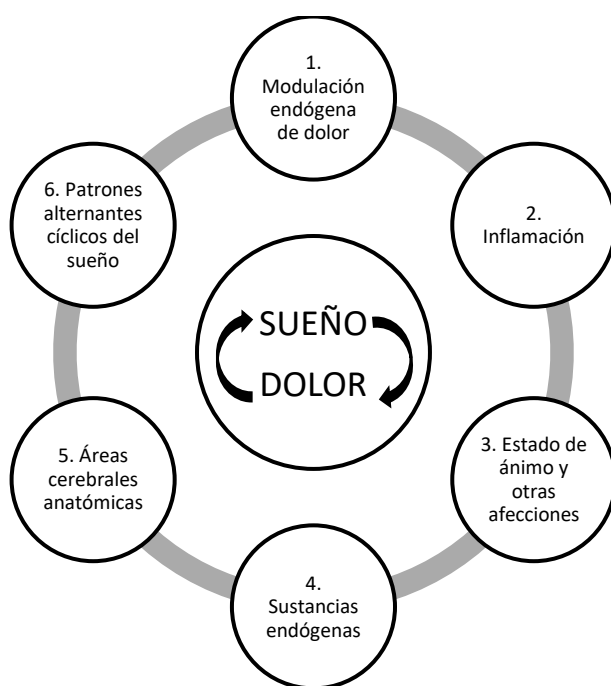 1.
Modulación
endógena
de dolor
2.
Inflamación
3. Estado de
ánimo y
otras
afecciones
4.
Sustancias
endógenas
5. Áreas
cerebrales
anatómicas
6. Patrones
alternantes
cíclicos del
sueño
SUEÑO
DOLOR